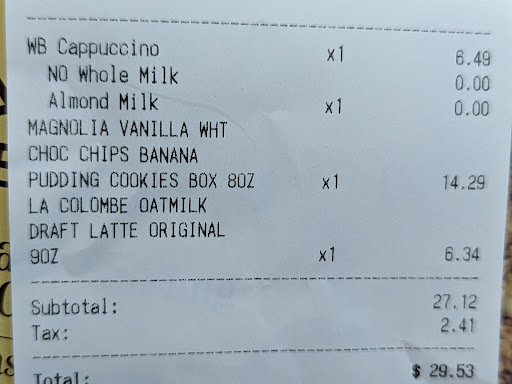 WB Cappuccino x1 6.49
NO Whole Milk 0.00
Almond Milk x1 0.00
MAGNOLIA VANILLA WHT
CHOC CHIPS BANANA
PUDDING COOKIES BOX 8OZ x1 14.29
LA COLOMBE OATMILK
DRAFT LATTE ORIGINAL
9OZ x1 6.34
Subtotal: 27.12
Tax: 2.41
Total: $ 29.53